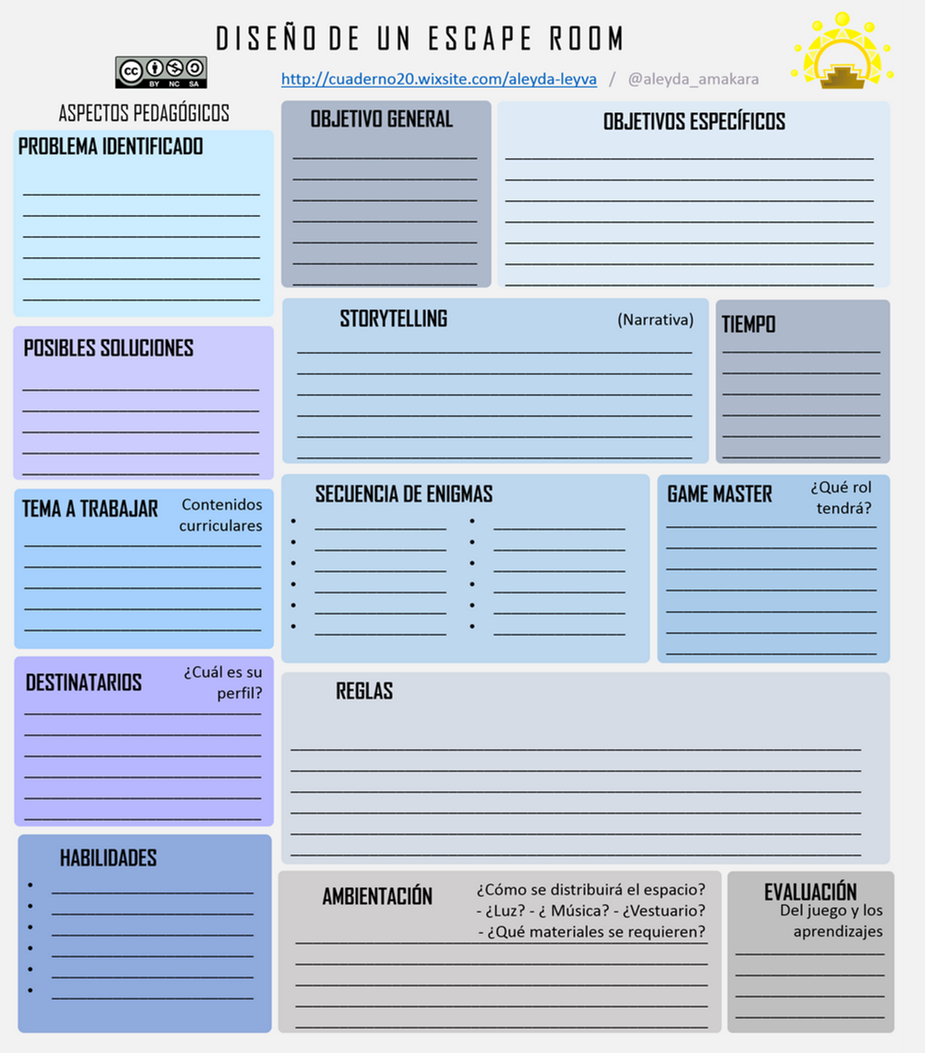 DISEÑO DE UN ESCAPE ROOM
cc
BY NC SA
http://cuaderno20.wixsite.com/aleyda-leyva / @aleyda_amakara
ASPECTOS PEDAGÓGICOS
PROBLEMA IDENTIFICADO
POSIBLES SOLUCIONES
TEMA A TRABAJAR
Contenidos
curriculares
DESTINATARIOS
¿Cuál es su
perfil?
HABILIDADES
OBJETIVO GENERAL
OBJETIVOS ESPECÍFICOS
STORYTELLING
(Narrativa)
TIEMPO
SECUENCIA DE ENIGMAS
GAME MASTER
¿Qué rol
tendrá?
REGLAS
AMBIENTACIÓN
¿Cómo se distribuirá el espacio?
- ¿Luz? - ¿ Música? - ¿Vestuario?
- ¿Qué materiales se requieren?
EVALUACIÓN
Del juego y los
aprendizajes